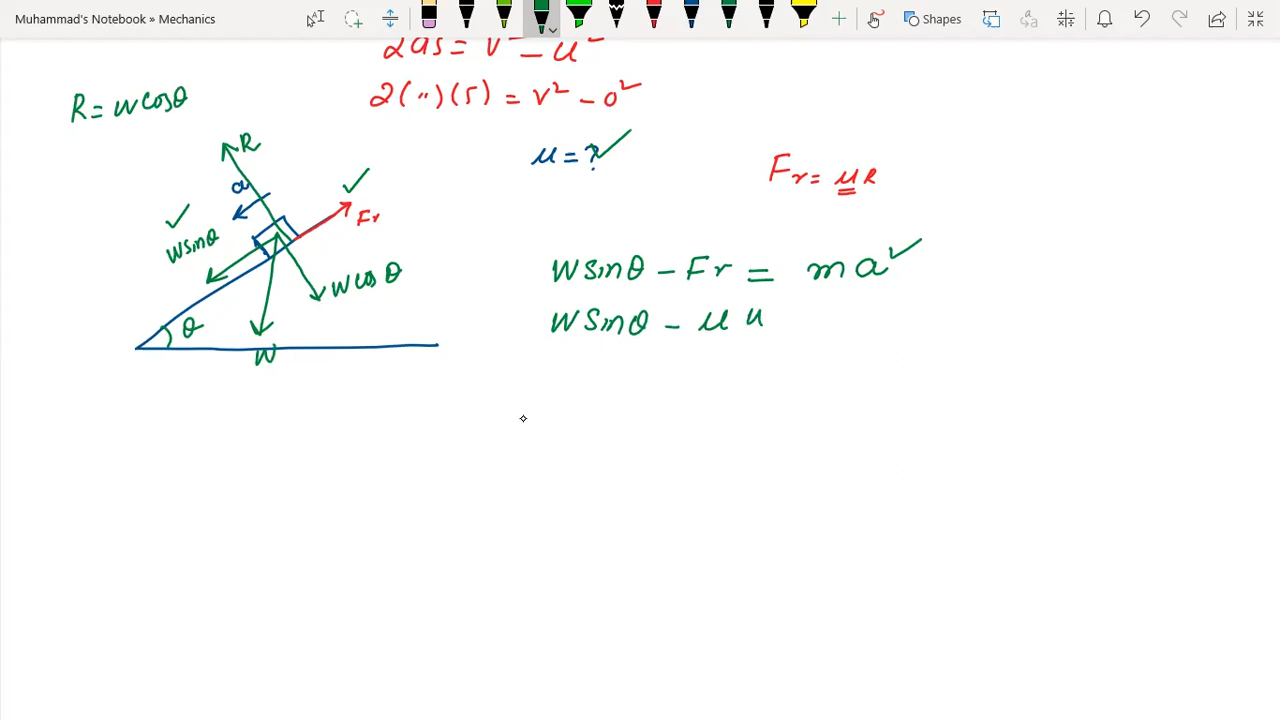 Muhammad's Notebook » Mechanics
Shapes
2as = v² - u²
R = wcosθ
2(")(5) = v² - 0²
R
μ = ?
Fr = μR
a
Fr
wsinθ
wcosθ
Wsinθ - Fr = ma
θ
Wsinθ - μ
W